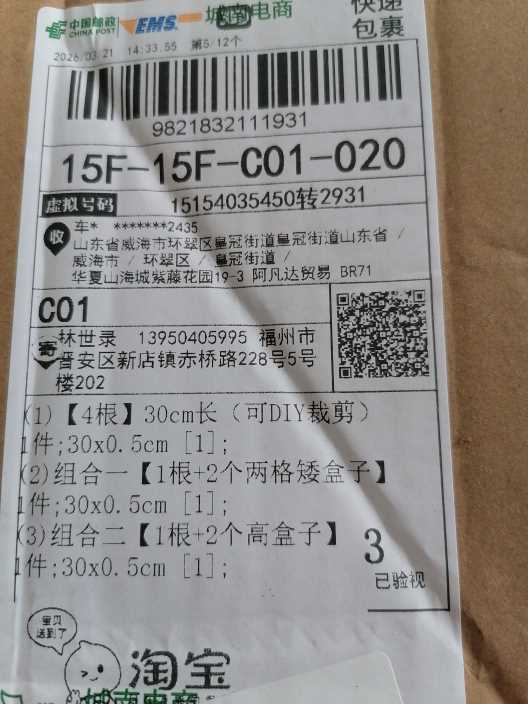 中国邮政
CHINA POST
EMS
城南电商
快递
包裹
2026/03/21 14:33:55 第5/12个
9821832111931
15F-15F-C01-020
虚拟号码 15154035450转2931
收
车* *******2435
山东省威海市环翠区皇冠街道皇冠街道山东省 /
威海市 / 环翠区 / 皇冠街道 /
华夏山海城紫藤花园19-3 阿凡达贸易 BR71
C01
寄
林世录 13950405995 福州市
晋安区新店镇赤桥路228号5号
楼202
(1)【4根】30cm长（可DIY裁剪）
1件;30x0.5cm [1];
(2)组合一【1根+2个两格矮盒子】
1件;30x0.5cm [1];
(3)组合二【1根+2个高盒子】
1件;30x0.5cm [1];
3
已验视
宝贝
送到了
淘宝
城南电商